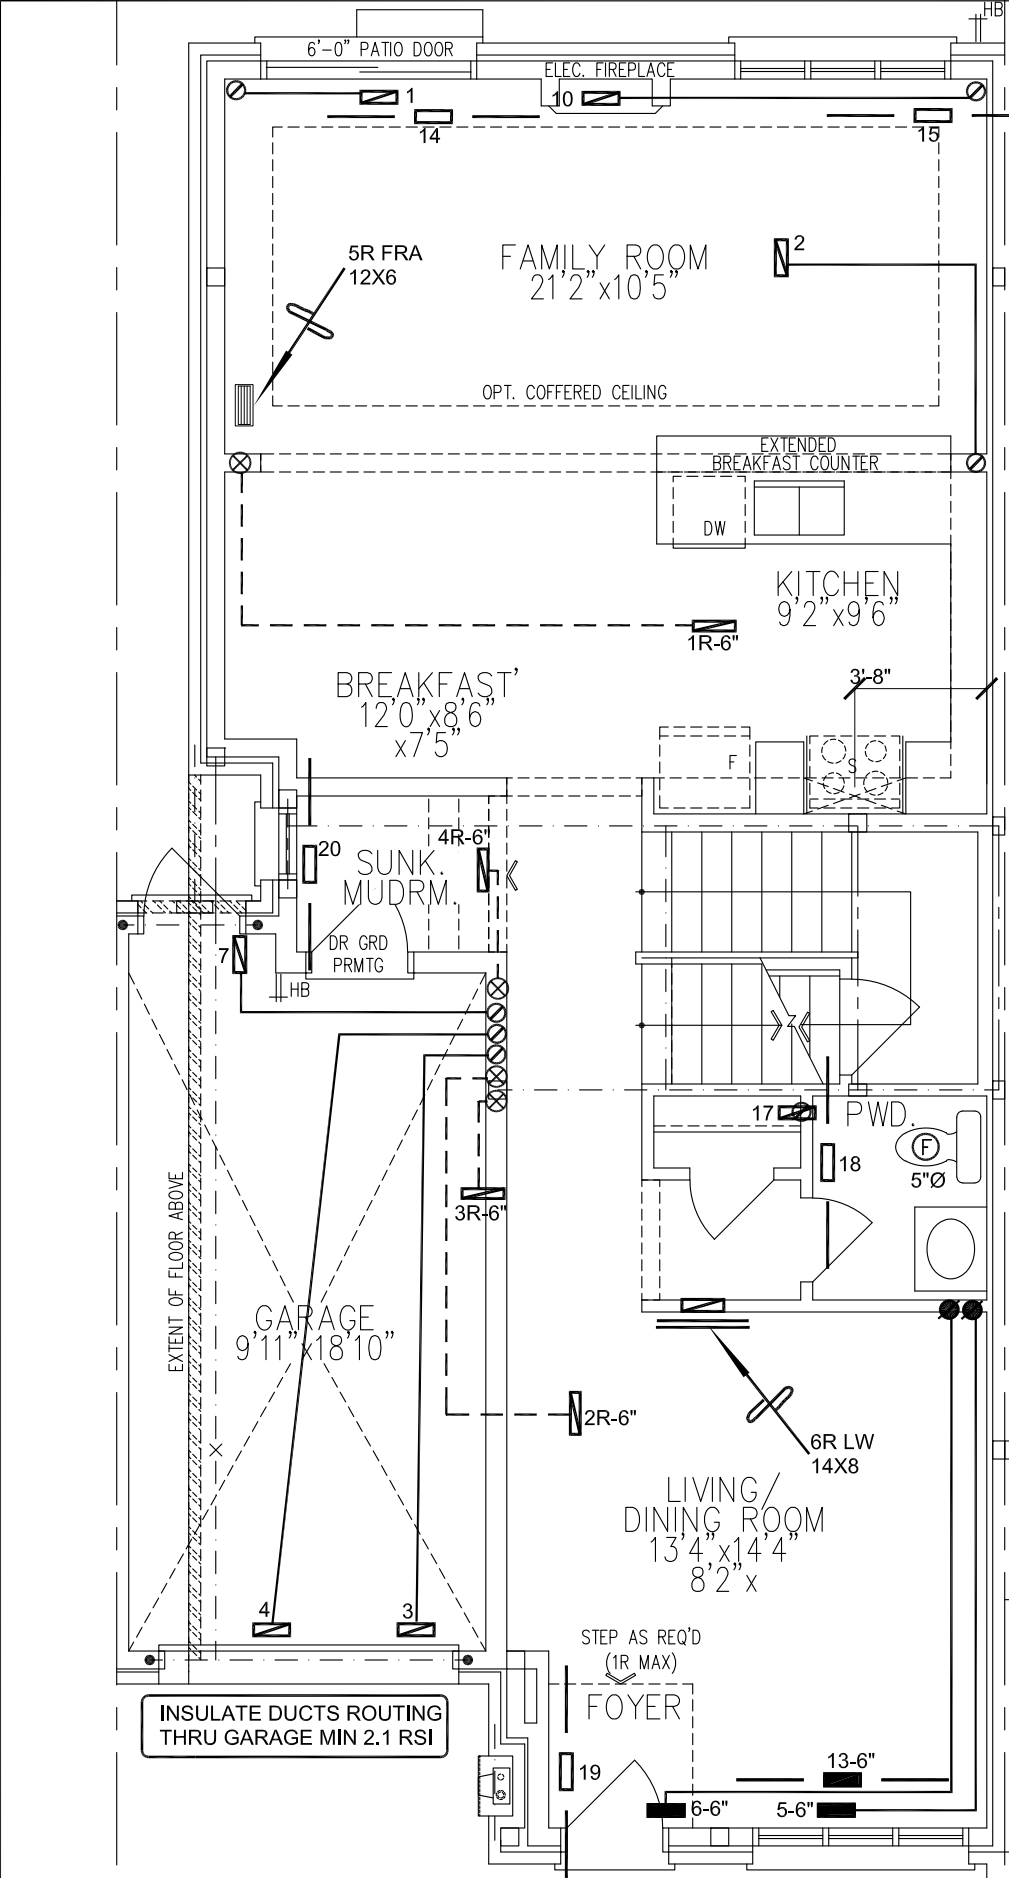 HB
6'-0" PATIO DOOR
ELEC. FIREPLACE
1
10
14
15
5R FRA
12X6
FAMILY ROOM
21'2"x10'5"
2
OPT. COFFERED CEILING
EXTENDED
BREAKFAST COUNTER
DW
KITCHEN
9'2"x9'6"
1R-6"
3'-8"
BREAKFAST'
12'0"x8'6"
x7'5"
F
S
4R-6"
20
SUNK.
MUDRM.
DR GRD
PRMTG
7
HB
17
PWD.
18
F
5"Ø
3R-6"
EXTENT OF FLOOR ABOVE
GARAGE
9'11"x18'10"
2R-6"
6R LW
14X8
LIVING/
DINING ROOM
13'4"x14'4"
8'2"x
4
3
STEP AS REQ'D
(1R MAX)
FOYER
INSULATE DUCTS ROUTING
THRU GARAGE MIN 2.1 RSI
19
13-6"
6-6"
5-6"